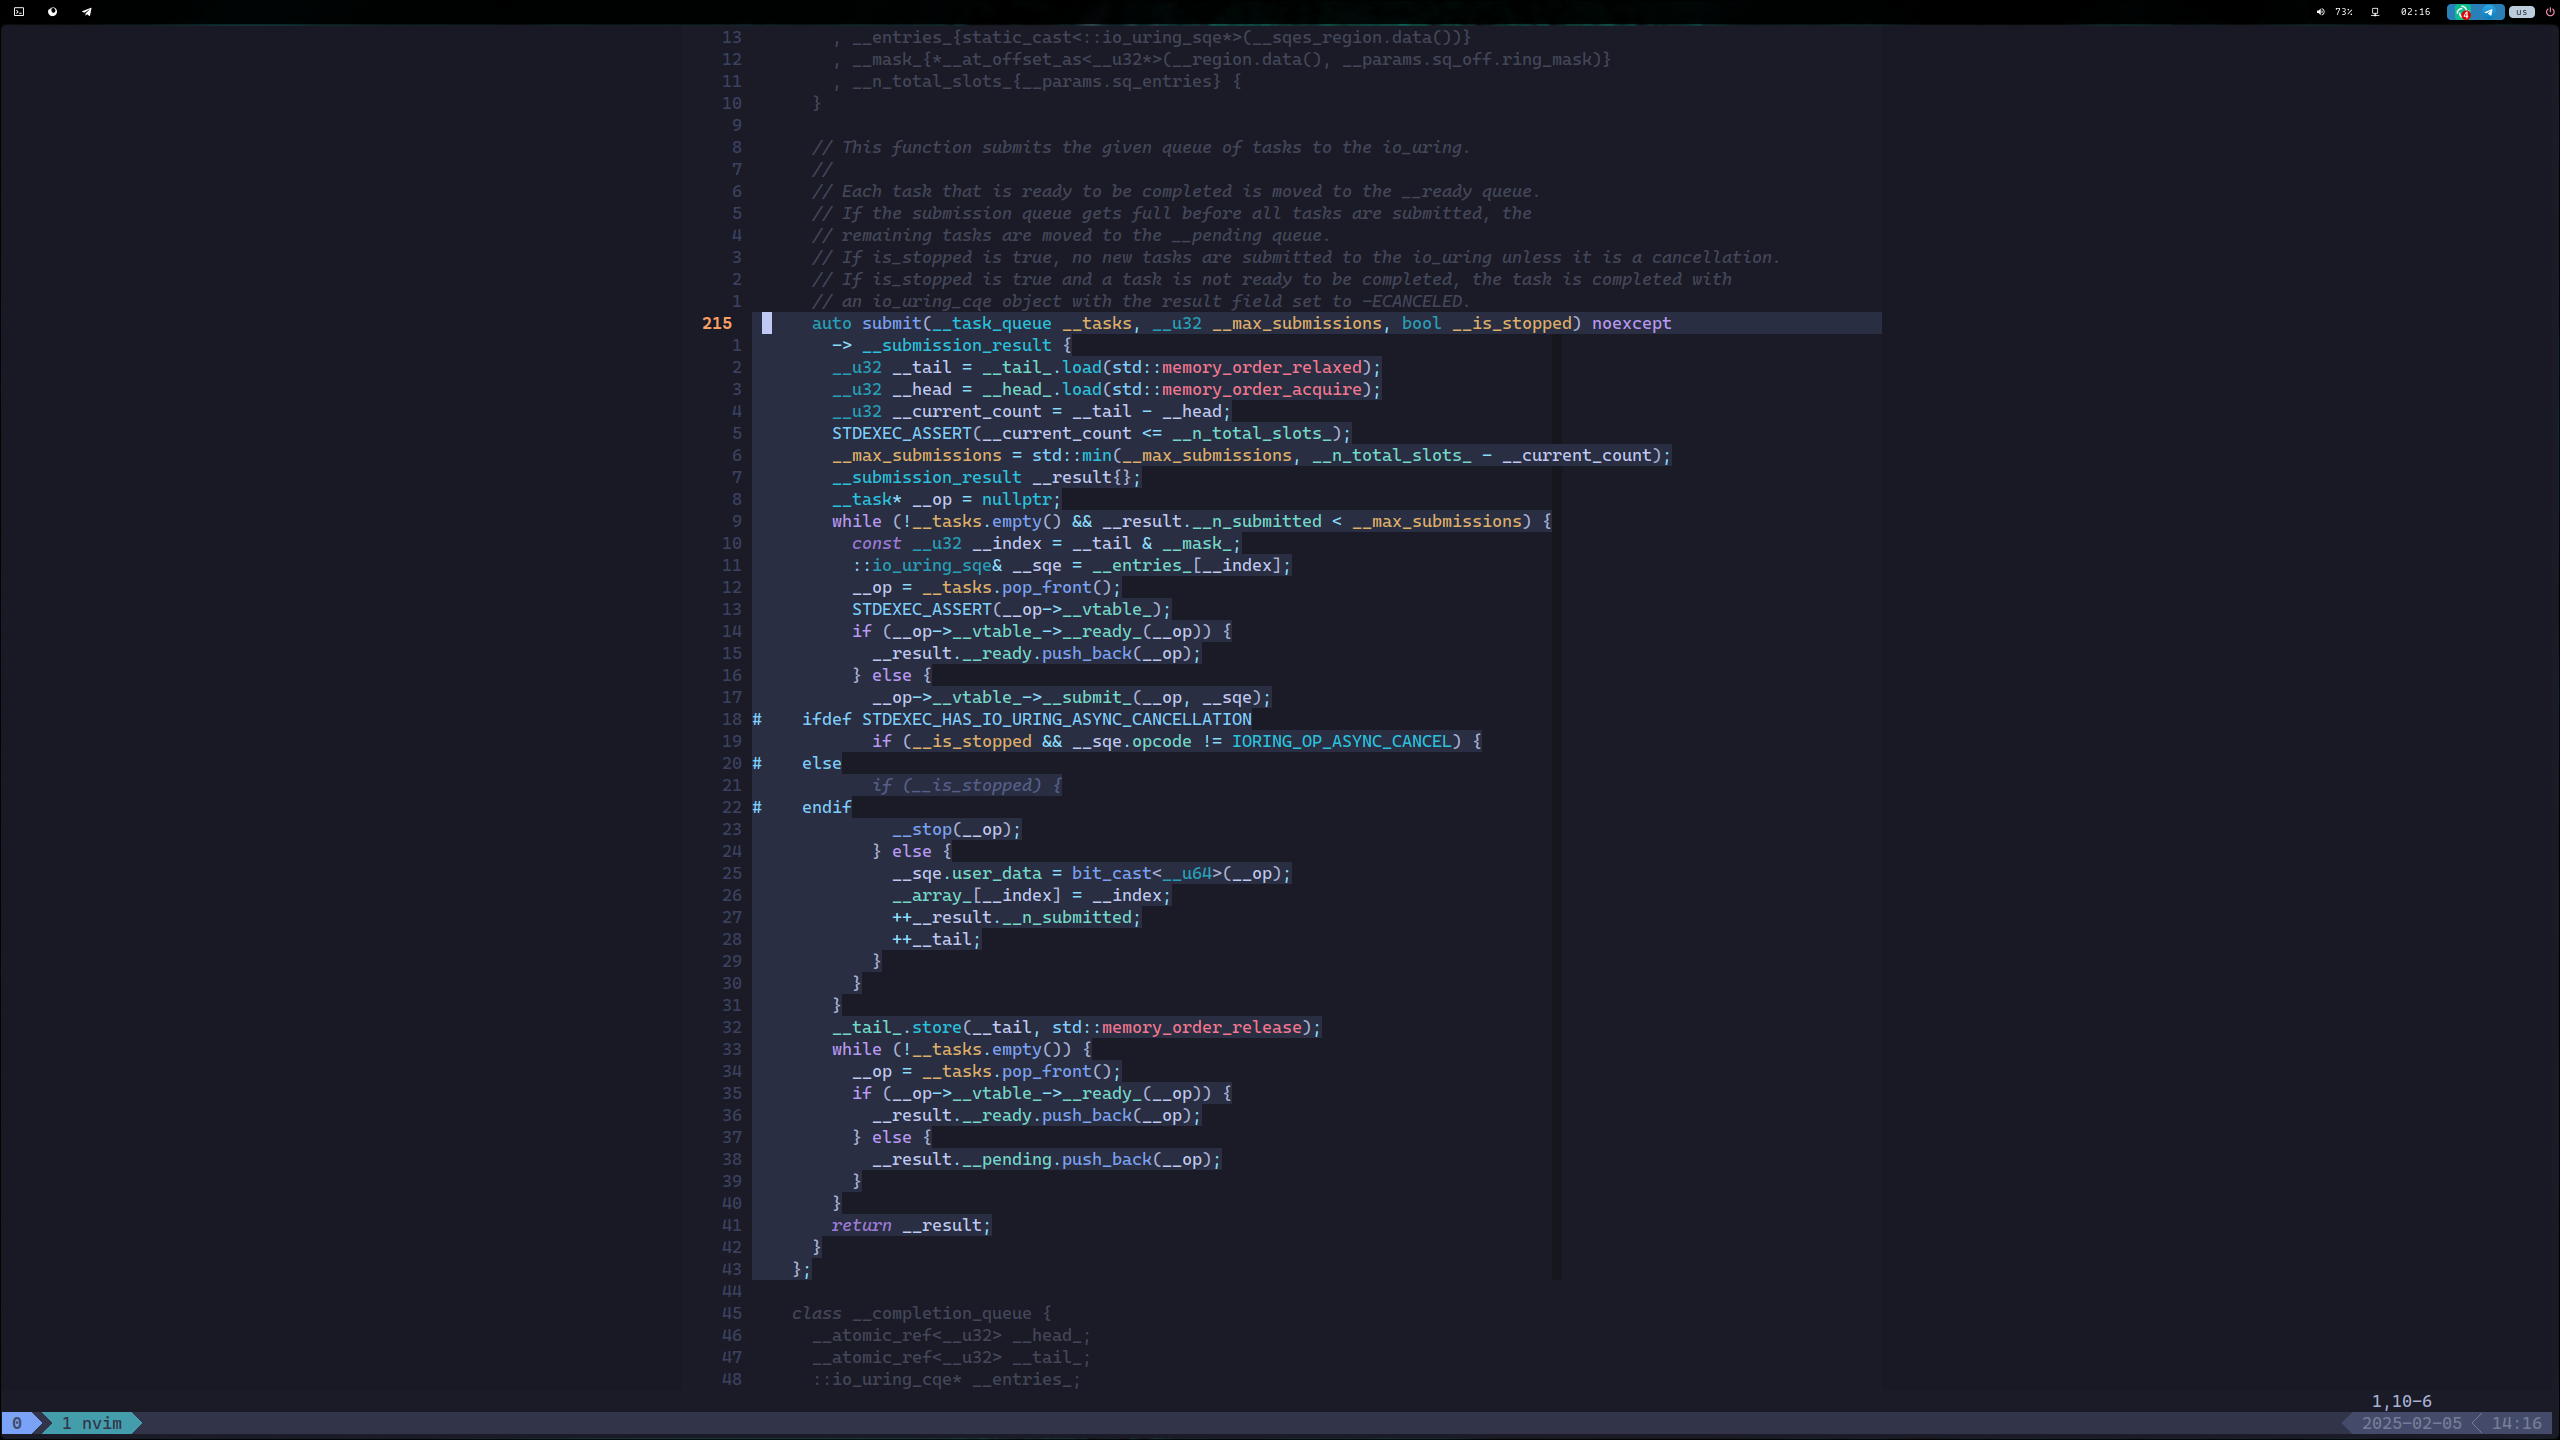 73% 02:16 4 us
13 , __entries_{static_cast<::io_uring_sqe*>(__sqes_region.data())}
12 , __mask_{*__at_offset_as<__u32*>(__region.data(), __params.sq_off.ring_mask)}
11 , __n_total_slots_{__params.sq_entries} {
10 }
9
8 // This function submits the given queue of tasks to the io_uring.
7 //
6 // Each task that is ready to be completed is moved to the __ready queue.
5 // If the submission queue gets full before all tasks are submitted, the
4 // remaining tasks are moved to the __pending queue.
3 // If is_stopped is true, no new tasks are submitted to the io_uring unless it is a cancellation.
2 // If is_stopped is true and a task is not ready to be completed, the task is completed with
1 // an io_uring_cqe object with the result field set to -ECANCELED.
215 auto submit(__task_queue __tasks, __u32 __max_submissions, bool __is_stopped) noexcept
1 -> __submission_result {
2 __u32 __tail = __tail_.load(std::memory_order_relaxed);
3 __u32 __head = __head_.load(std::memory_order_acquire);
4 __u32 __current_count = __tail - __head;
5 STDEXEC_ASSERT(__current_count <= __n_total_slots_);
6 __max_submissions = std::min(__max_submissions, __n_total_slots_ - __current_count);
7 __submission_result __result{};
8 __task* __op = nullptr;
9 while (!__tasks.empty() && __result.__n_submitted < __max_submissions) {
10 const __u32 __index = __tail & __mask_;
11 ::io_uring_sqe& __sqe = __entries_[__index];
12 __op = __tasks.pop_front();
13 STDEXEC_ASSERT(__op->__vtable_);
14 if (__op->__vtable_->__ready_(__op)) {
15 __result.__ready.push_back(__op);
16 } else {
17 __op->__vtable_->__submit_(__op, __sqe);
18 # ifdef STDEXEC_HAS_IO_URING_ASYNC_CANCELLATION
19 if (__is_stopped && __sqe.opcode != IORING_OP_ASYNC_CANCEL) {
20 # else
21 if (__is_stopped) {
22 # endif
23 __stop(__op);
24 } else {
25 __sqe.user_data = bit_cast<__u64>(__op);
26 __array_[__index] = __index;
27 ++__result.__n_submitted;
28 ++__tail;
29 }
30 }
31 }
32 __tail_.store(__tail, std::memory_order_release);
33 while (!__tasks.empty()) {
34 __op = __tasks.pop_front();
35 if (__op->__vtable_->__ready_(__op)) {
36 __result.__ready.push_back(__op);
37 } else {
38 __result.__pending.push_back(__op);
39 }
40 }
41 return __result;
42 }
43 };
44
45 class __completion_queue {
46 __atomic_ref<__u32> __head_;
47 __atomic_ref<__u32> __tail_;
48 ::io_uring_cqe* __entries_;
1,10-6
0 1 nvim 2025-02-05 14:16